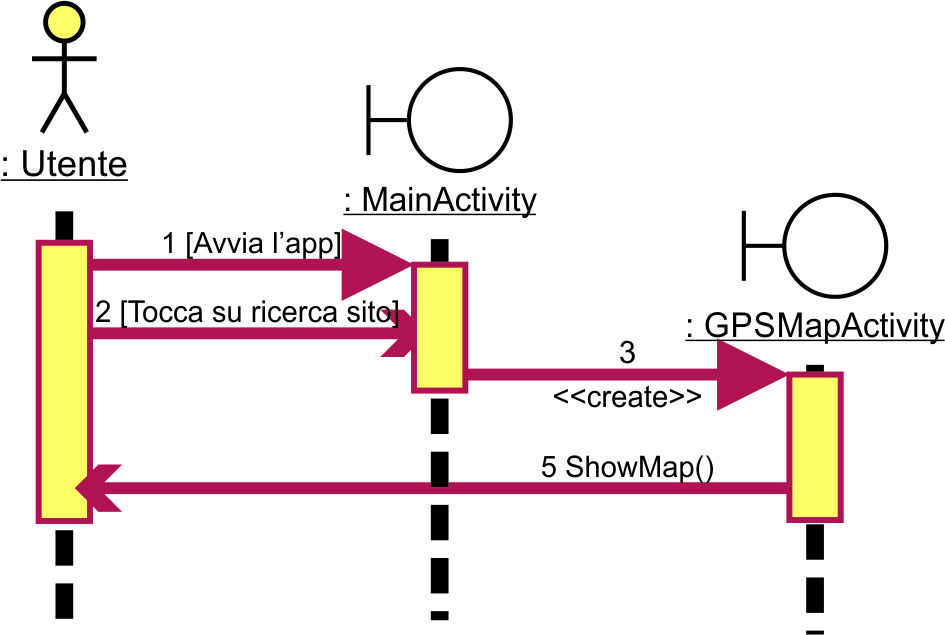 : Utente
: MainActivity
: GPSMapActivity
1 [Avvia l’app]
2 [Tocca su ricerca sito]
3
<<create>>
5 ShowMap()